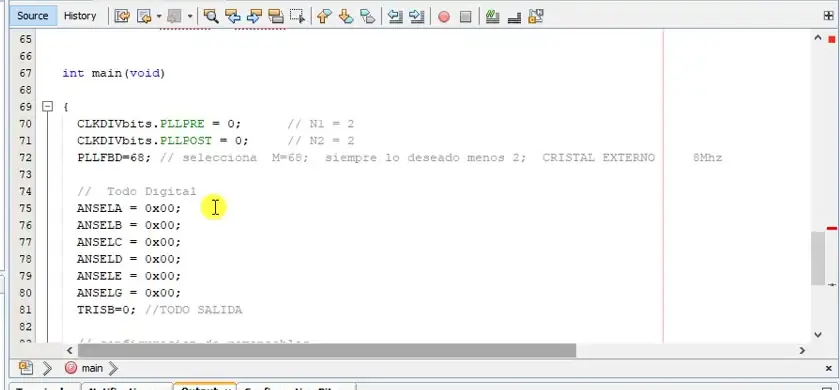 Source History
65
66
67 int main(void)
68
69 {
70 CLKDIVbits.PLLPRE = 0; // N1 = 2
71 CLKDIVbits.PLLPOST = 0; // N2 = 2
72 PLLFBD=68; // selecciona M=68; siempre lo deseado menos 2; CRISTAL EXTERNO 8Mhz
73
74 // Todo Digital
75 ANSELA = 0x00;
76 ANSELB = 0x00;
77 ANSELC = 0x00;
78 ANSELD = 0x00;
79 ANSELE = 0x00;
80 ANSELG = 0x00;
81 TRISB=0; //TODO SALIDA
82
main